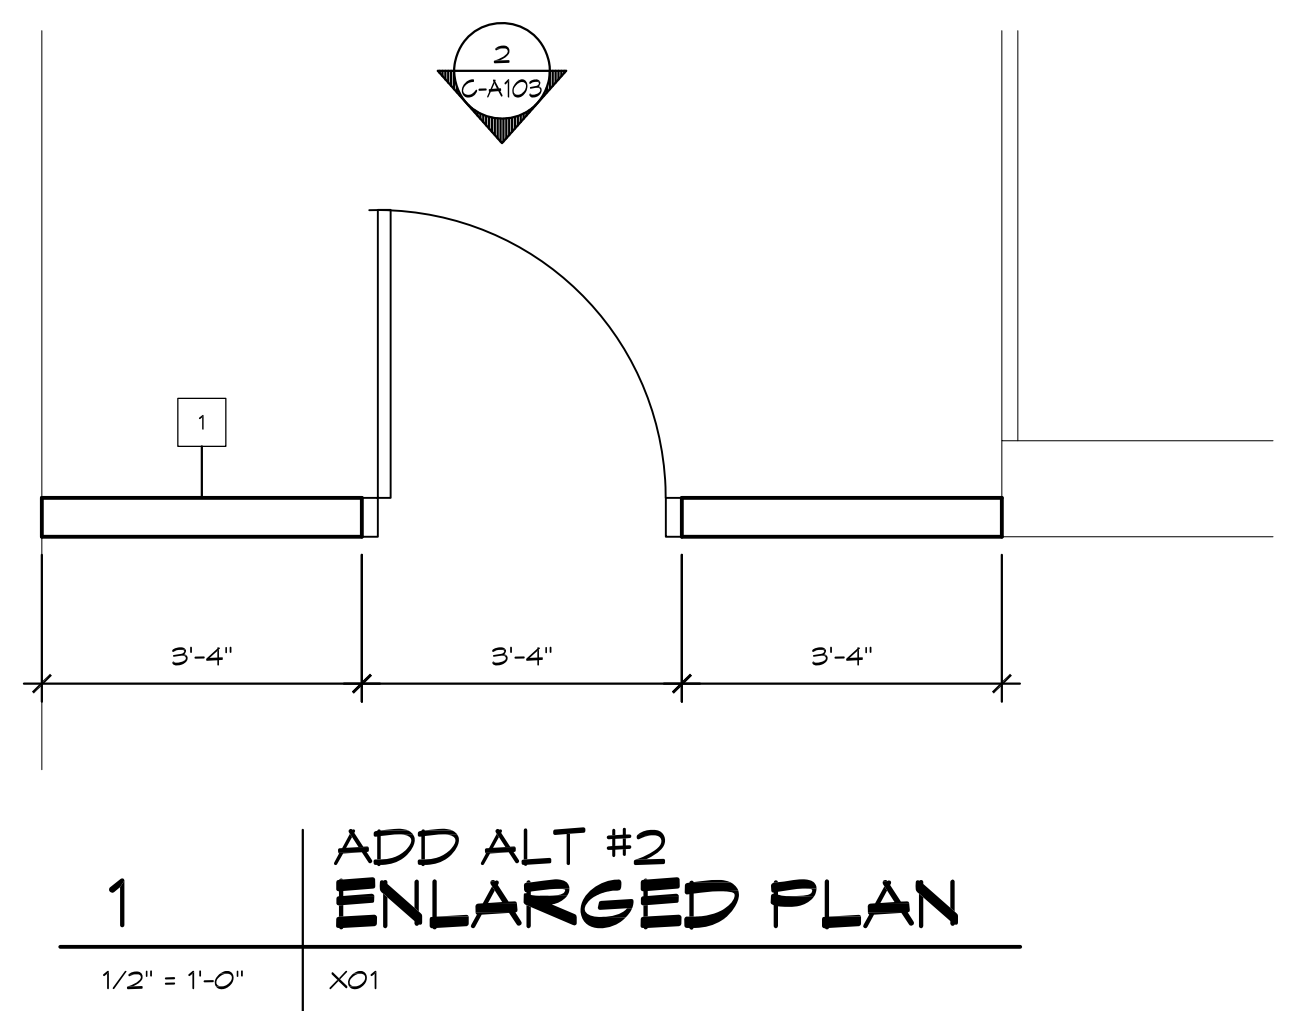 2
C-A103
1
3'-4" 3'-4" 3'-4"
ADD ALT #2
1 ENLARGED PLAN
1/2" = 1'-0" X01